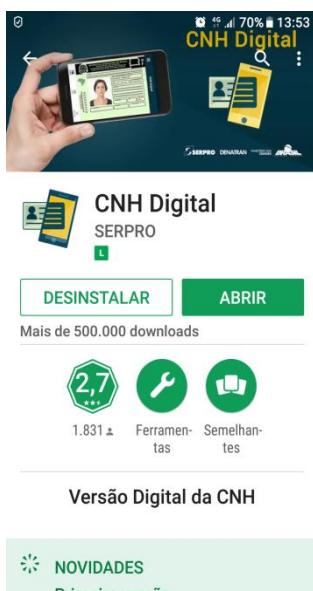 4G 70% 13:53
CNH Digital
SERPRO DENATRAN
CNH Digital
SERPRO
L
DESINSTALAR ABRIR
Mais de 500.000 downloads
2,7
1.831 Ferramen- Semelhan-
tas tes
Versão Digital da CNH
NOVIDADES